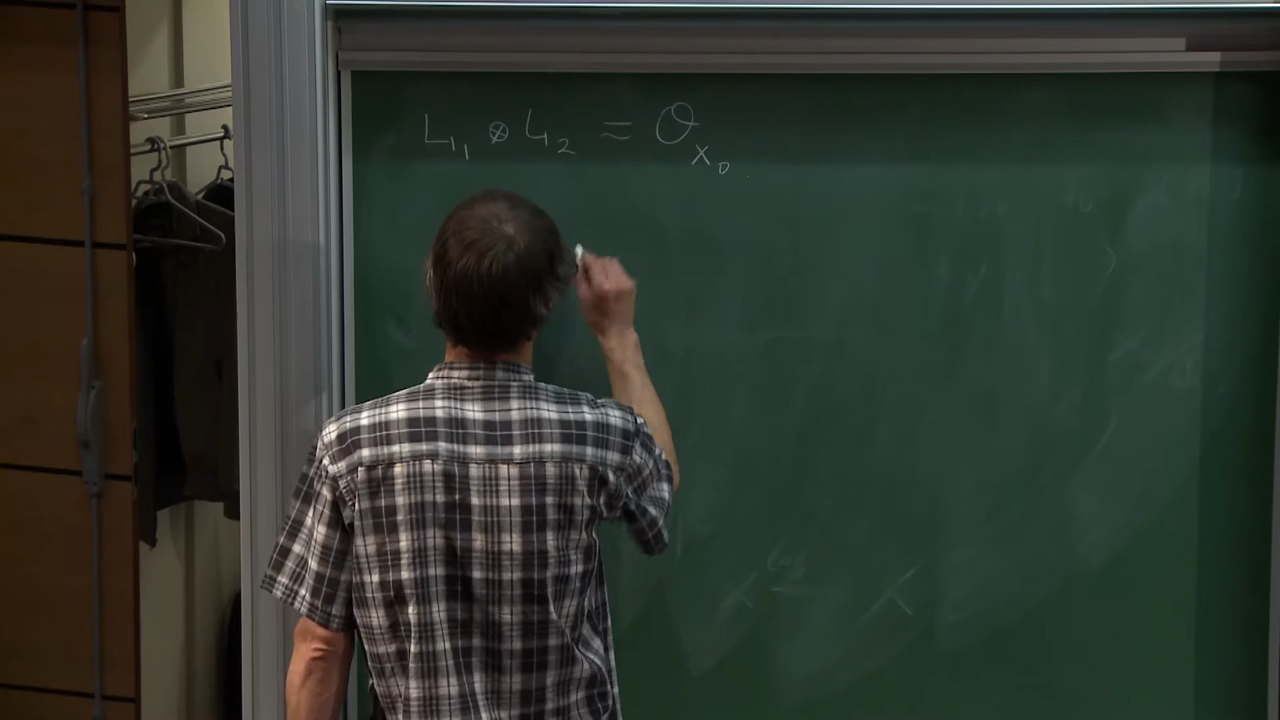 L₁ ⊗ L₂ ≈ O_{X_0}